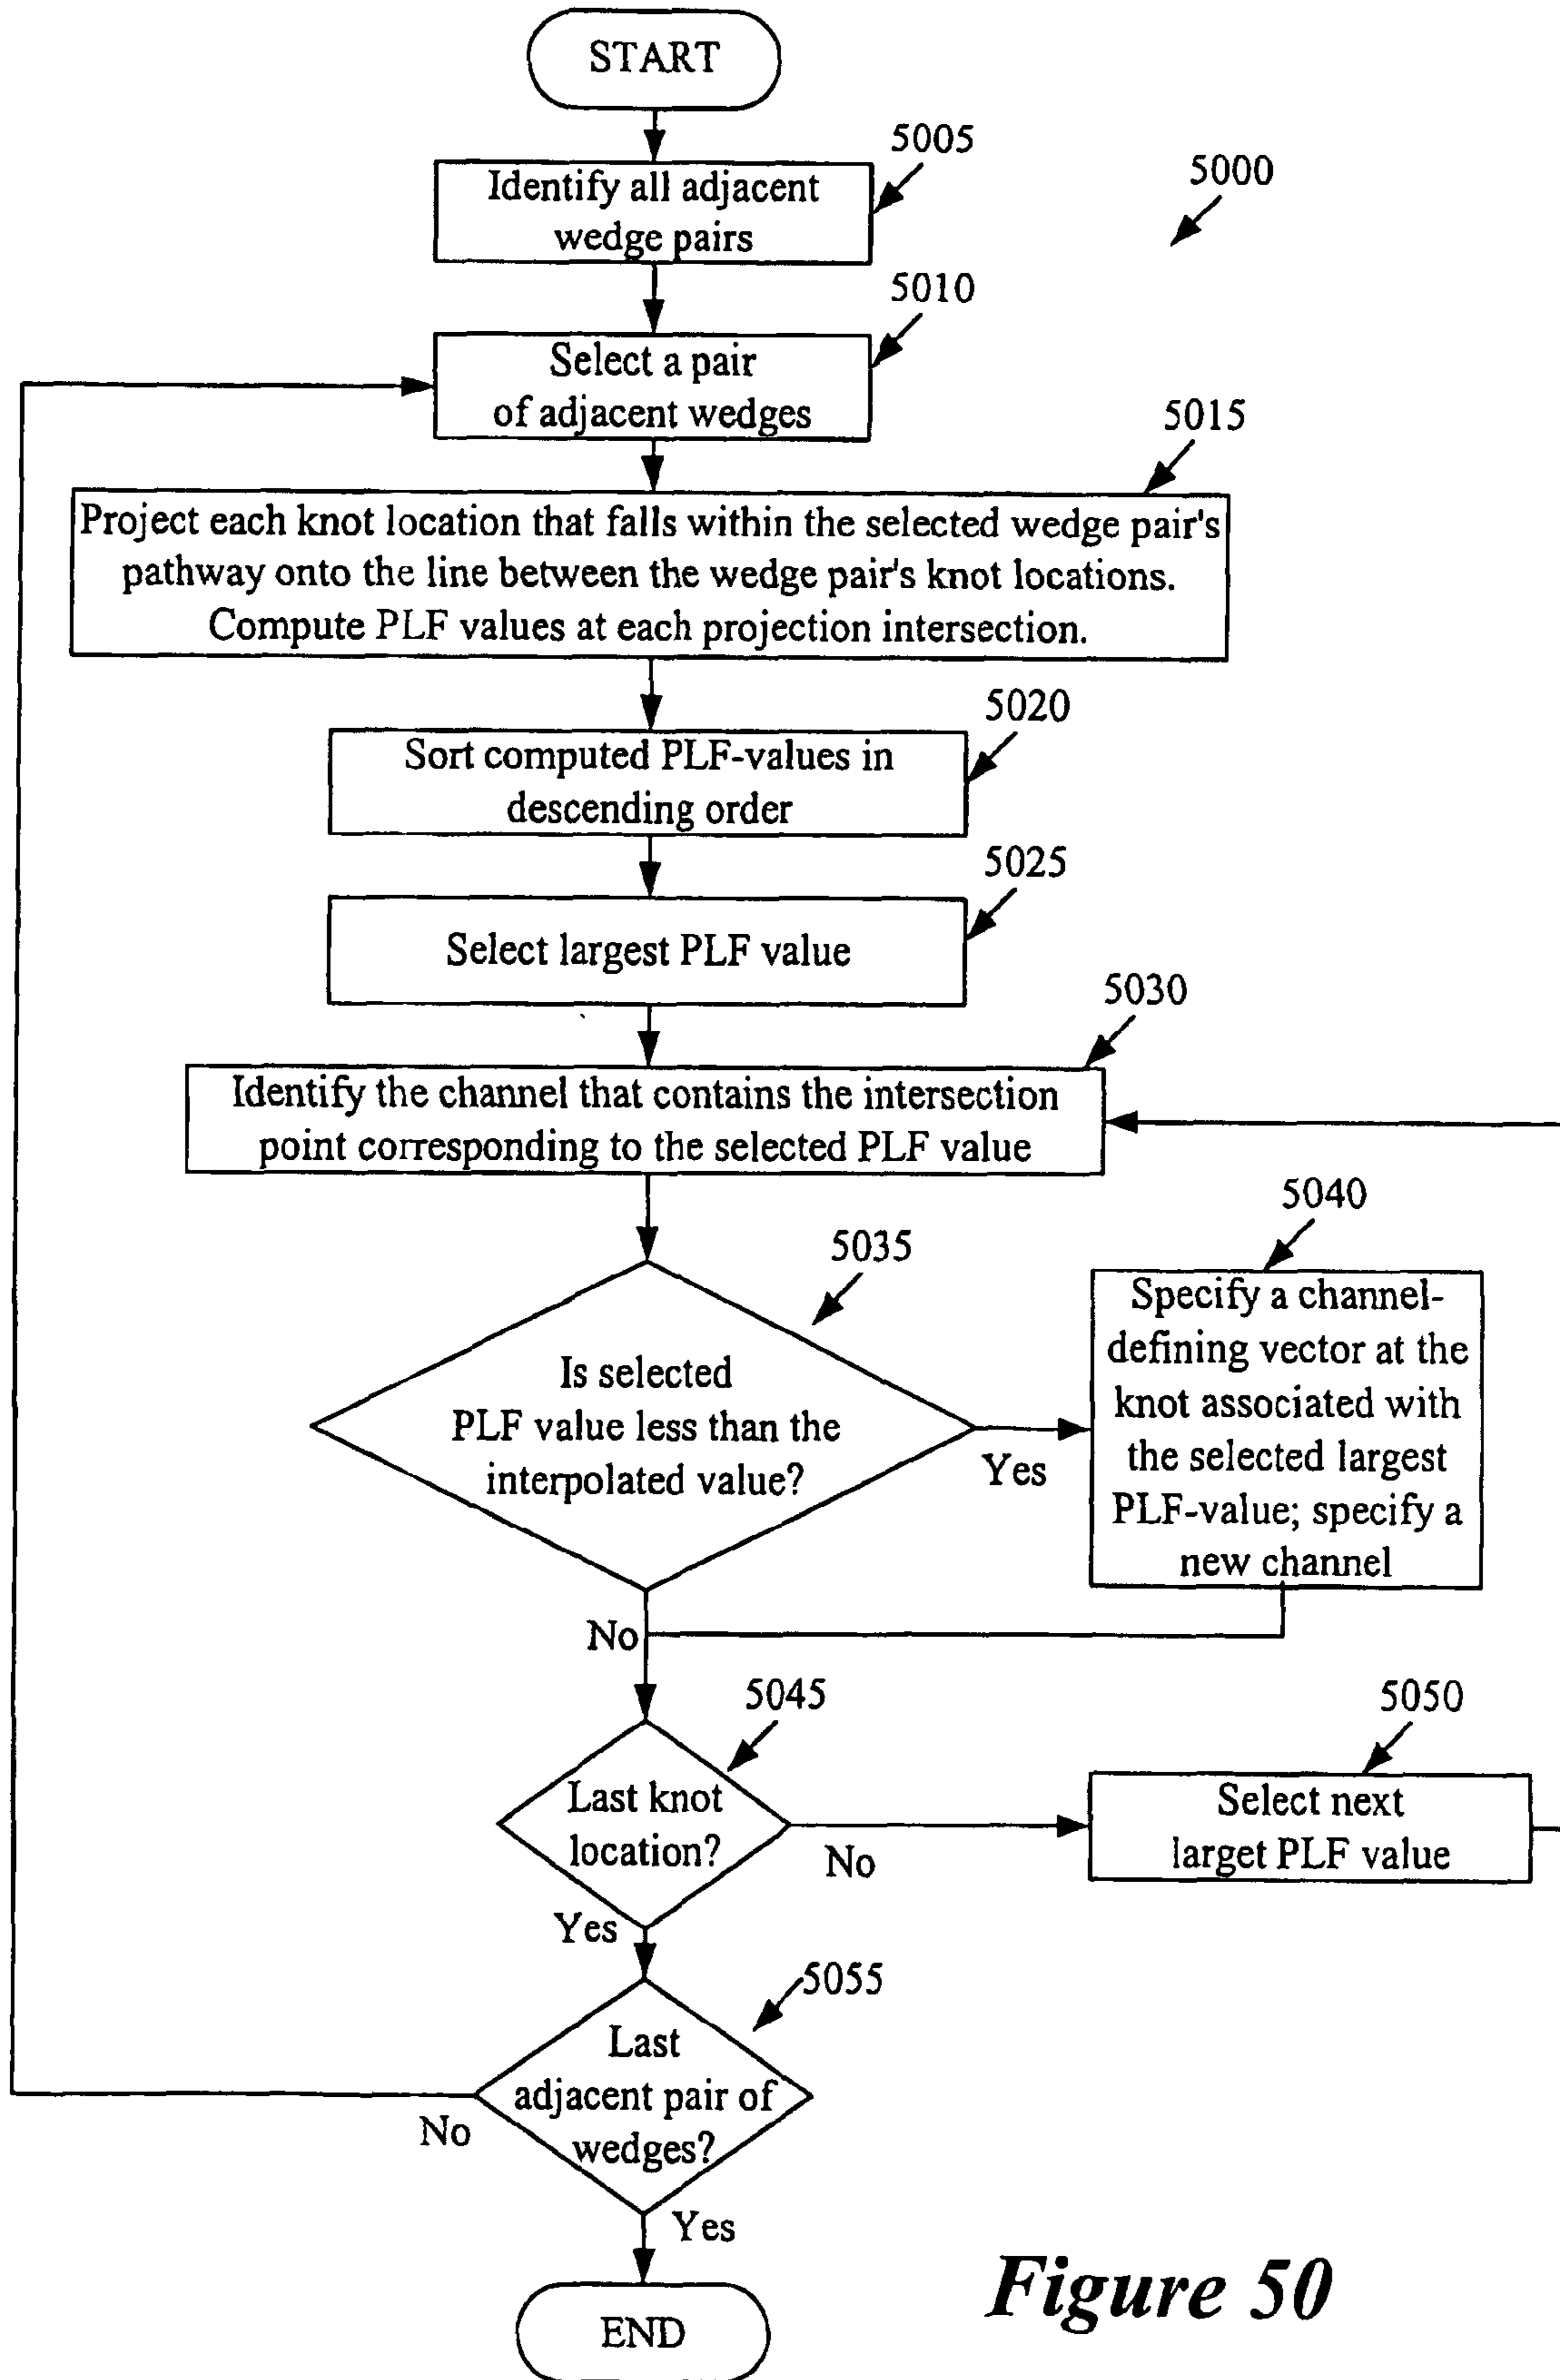 START
5005
Identify all adjacent
wedge pairs
5000
5010
Select a pair
of adjacent wedges
5015
Project each knot location that falls within the selected wedge pair's
pathway onto the line between the wedge pair's knot locations.
Compute PLF values at each projection intersection.
5020
Sort computed PLF-values in
descending order
5025
Select largest PLF value
5030
Identify the channel that contains the intersection
point corresponding to the selected PLF value
5035
Is selected
PLF value less than the
interpolated value?
Yes
5040
Specify a channel-
defining vector at the
knot associated with
the selected largest
PLF-value; specify a
new channel
No
5045
Last knot
location?
No
5050
Select next
larget PLF value
Yes
5055
Last
adjacent pair of
wedges?
No
Yes
END
Figure 50